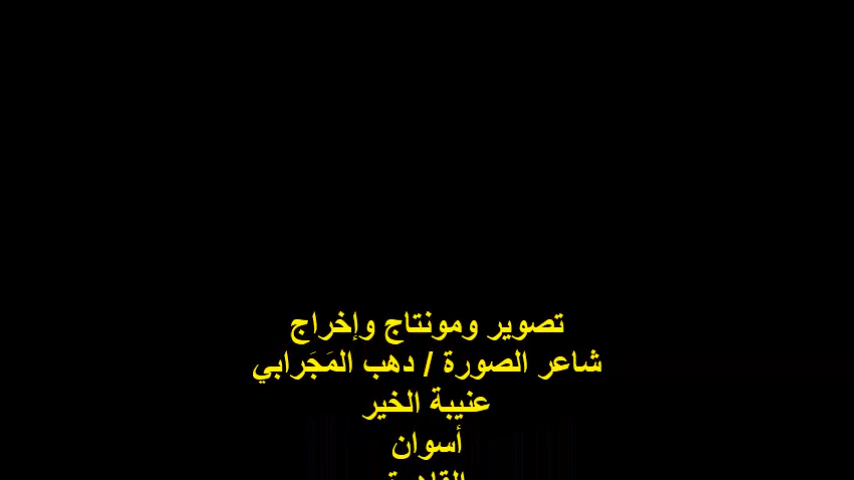 تصوير ومونتاج وإخراج
شاعر الصورة / دهب المَجَرابي
عنيبة الخير
أسوان